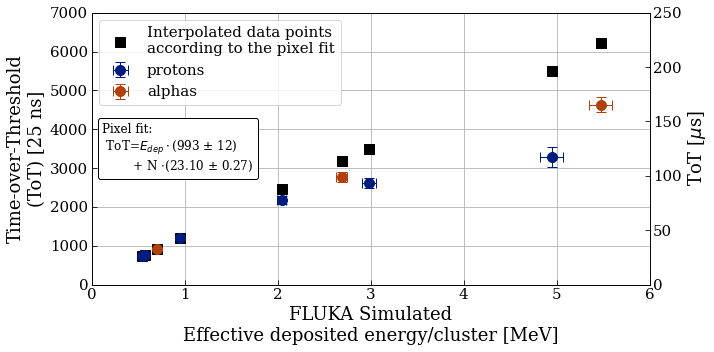 7000
6000
5000
4000
3000
2000
1000
0
Time-over-Threshold
(ToT) [25 ns]
Interpolated data points
according to the pixel fit
protons
alphas
Pixel fit:
ToT=E_dep · (993 ± 12)
+ N ·(23.10 ± 0.27)
250
200
150
100
50
0
ToT [μs]
0 1 2 3 4 5 6
FLUKA Simulated
Effective deposited energy/cluster [MeV]